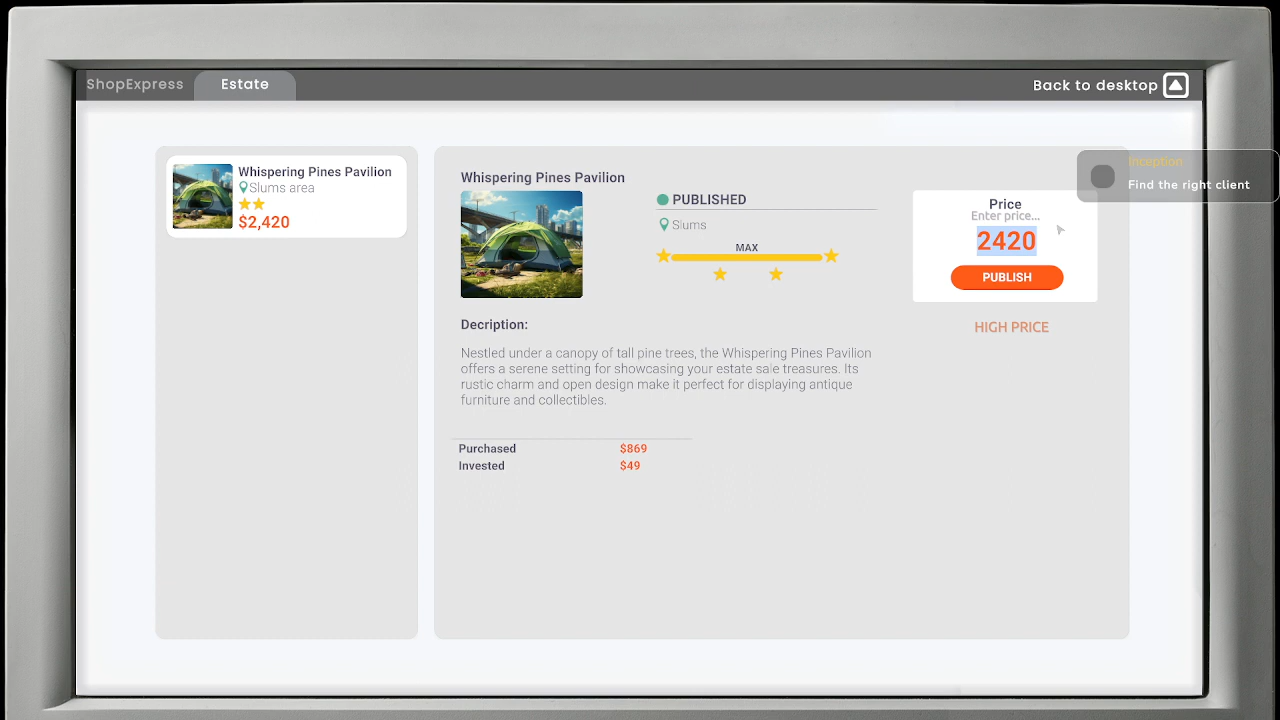 ShopExpress
Estate
Back to desktop
Inception
Find the right client
Whispering Pines Pavilion
Slums area
$2,420
Whispering Pines Pavilion
PUBLISHED
Slums
MAX
Price
Enter price...
2420
PUBLISH
HIGH PRICE
Decription:
Nestled under a canopy of tall pine trees, the Whispering Pines Pavilion
offers a serene setting for showcasing your estate sale treasures. Its
rustic charm and open design make it perfect for displaying antique
furniture and collectibles.
Purchased $869
Invested $49